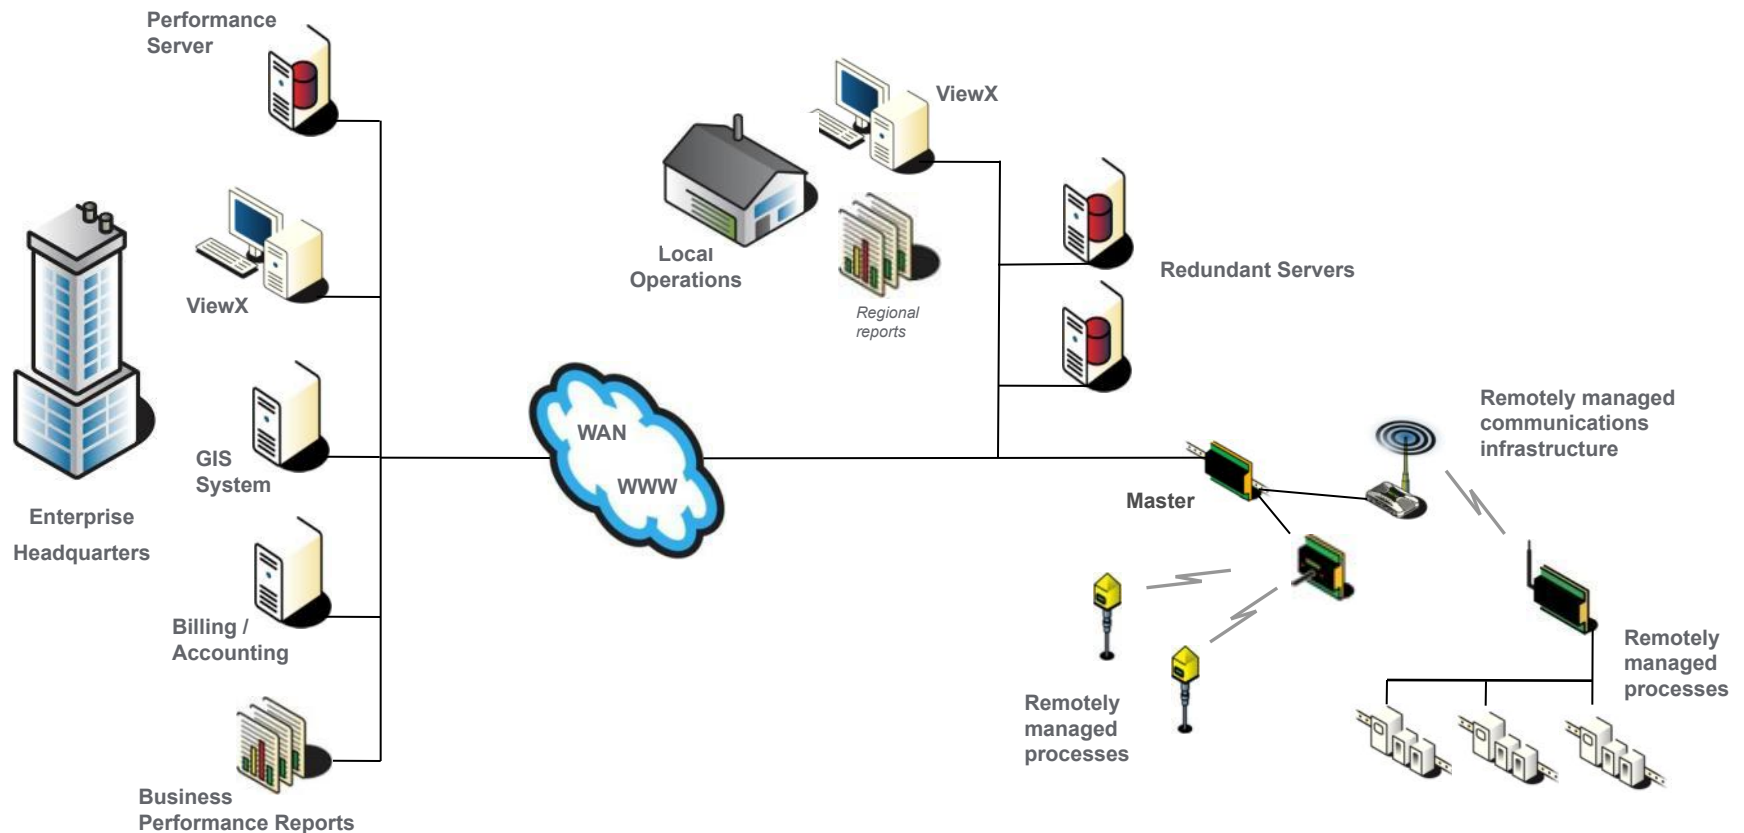 Performance
Server
ViewX
GIS
System
Enterprise
Headquarters
Billing /
Accounting
Business
Performance Reports
WAN
WWW
ViewX
Local
Operations
Regional
reports
Redundant Servers
Remotely managed
communications
infrastructure
Master
Remotely
managed
processes
Remotely
managed
processes